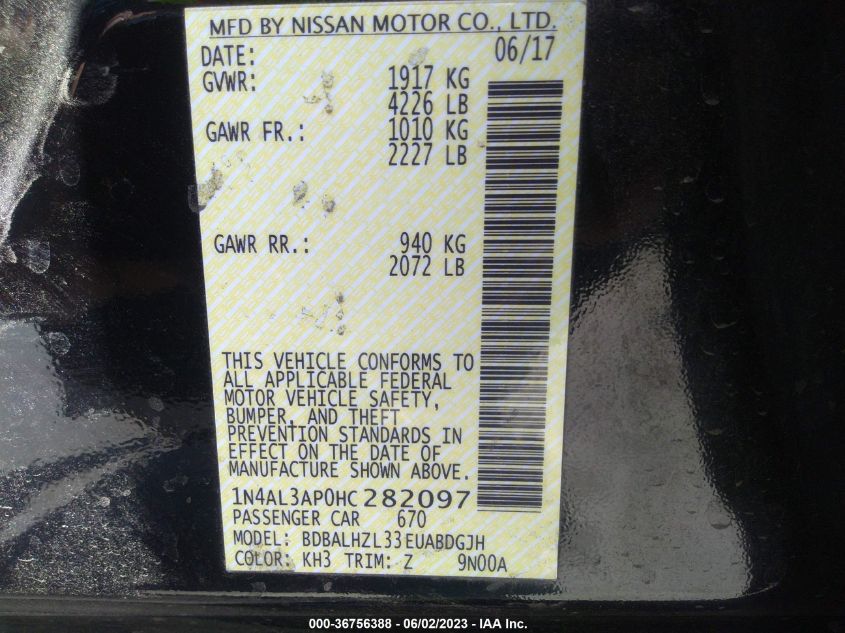 MFD BY NISSAN MOTOR CO., LTD.
DATE: 06/17
GVWR: 1917 KG
4226 LB
GAWR FR.: 1010 KG
2227 LB
GAWR RR.: 940 KG
2072 LB
THIS VEHICLE CONFORMS TO
ALL APPLICABLE FEDERAL
MOTOR VEHICLE SAFETY,
BUMPER, AND THEFT
PREVENTION STANDARDS IN
EFFECT ON THE DATE OF
MANUFACTURE SHOWN ABOVE.
1N4AL3AP0HC282097
PASSENGER CAR 670
MODEL: BDBALHZL33EUABDGJH
COLOR: KH3 TRIM: Z 9N00A
000-36756388 - 06/02/2023 - IAA Inc.